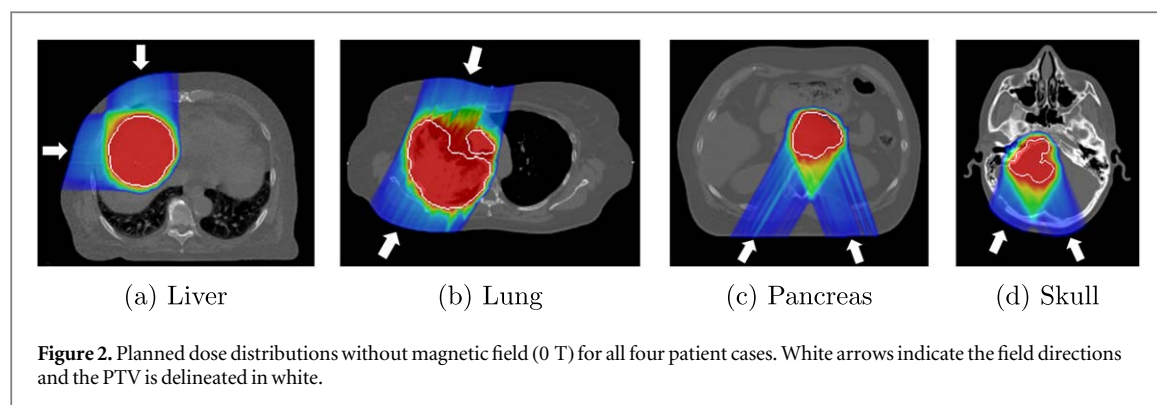 (a) Liver
(b) Lung
(c) Pancreas
(d) Skull
Figure 2. Planned dose distributions without magnetic field (0 T) for all four patient cases. White arrows indicate the field directions
and the PTV is delineated in white.